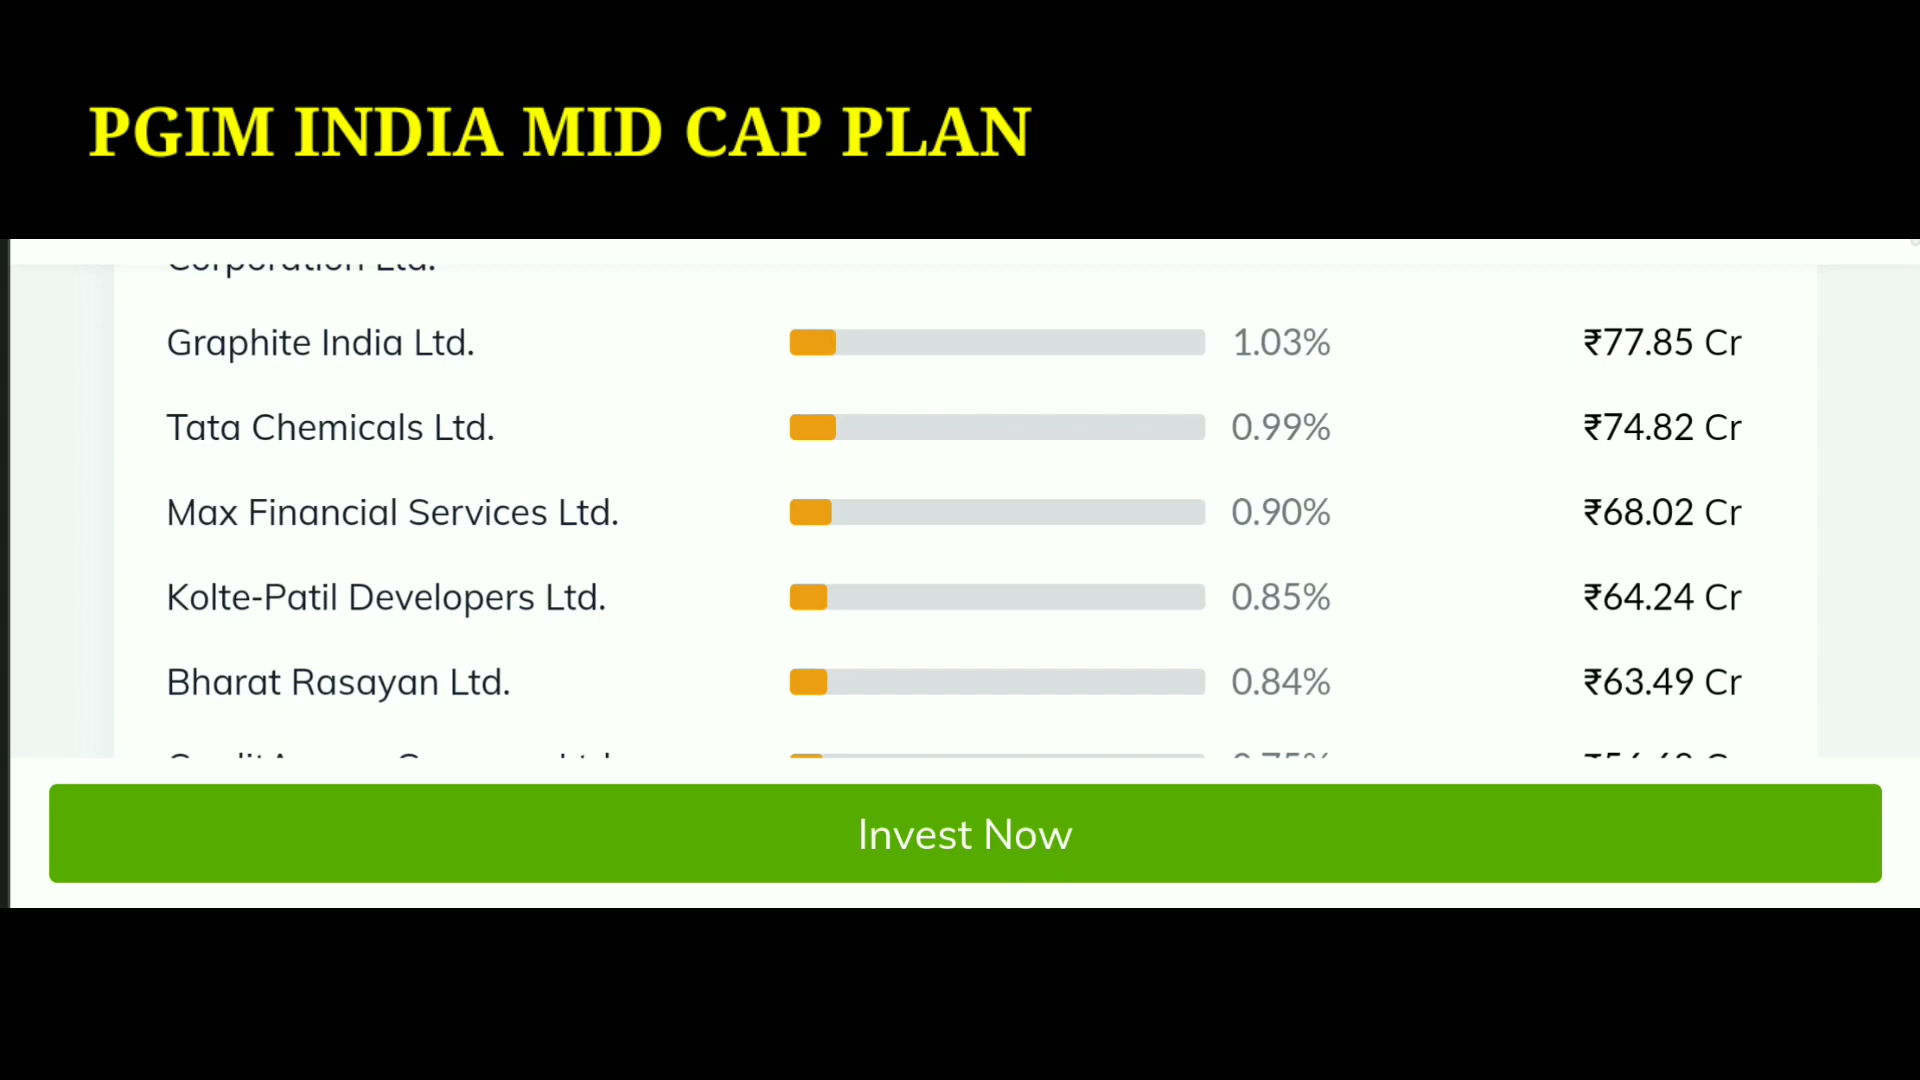 PGIM INDIA MID CAP PLAN
Corporation Ltd.
Graphite India Ltd. 1.03% ₹77.85 Cr
Tata Chemicals Ltd. 0.99% ₹74.82 Cr
Max Financial Services Ltd. 0.90% ₹68.02 Cr
Kolte-Patil Developers Ltd. 0.85% ₹64.24 Cr
Bharat Rasayan Ltd. 0.84% ₹63.49 Cr
Invest Now